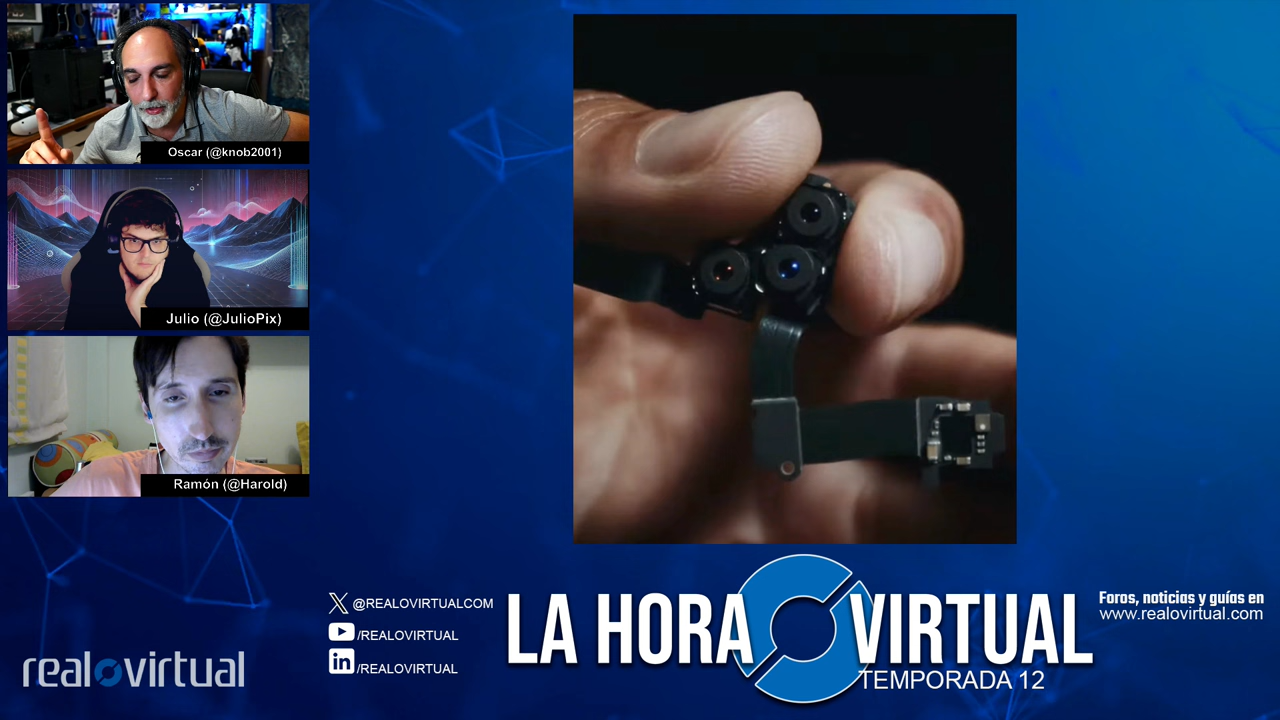 Oscar (@knob2001)
Julio (@JulioPix)
Ramón (@Harold)
realovirtual
@REALOVIRTUALCOM
/REALOVIRTUAL
/REALOVIRTUAL
LA HORA VIRTUAL
TEMPORADA 12
Foros, noticias y guías en
www.realovirtual.com